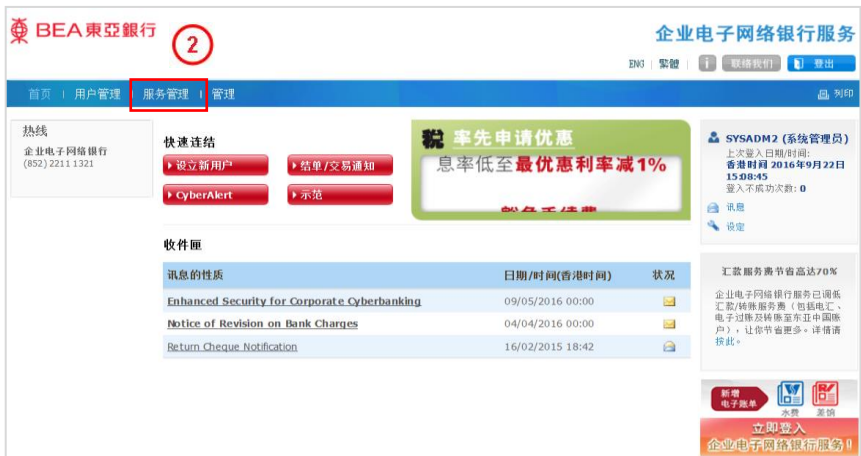 BEA東亞銀行
2
企业电子网络银行服务
ENG | 繁體 | i 联络我们 登出
首页 | 用户管理 | 服务管理 | 管理 列印
热线
企业电子网络银行
(852) 2211 1321
快速连结
设立新用户 结单/交易通知
CyberAlert 示范
税 率先申请优惠
息率低至最优惠利率减1%
收件匣
讯息的性质 日期/时间(香港时间) 状况
Enhanced Security for Corporate Cyberbanking 09/05/2016 00:00
Notice of Revision on Bank Charges 04/04/2016 00:00
Return Cheque Notification 16/02/2015 18:42
SYSADM2 (系统管理员)
上次登入日期/时间:
香港时间 2016年9月22日
15:08:45
登入不成功次数: 0
讯息
设定
汇款服务费节省高达70%
企业电子网络银行服务已调低
汇款/转账服务费（包括电汇、
电子过账及转账至东亚中国账
户），让你节省更多。详情请
按此。
新增
电子账单
水费 差饷
立即登入
企业电子网络银行服务!